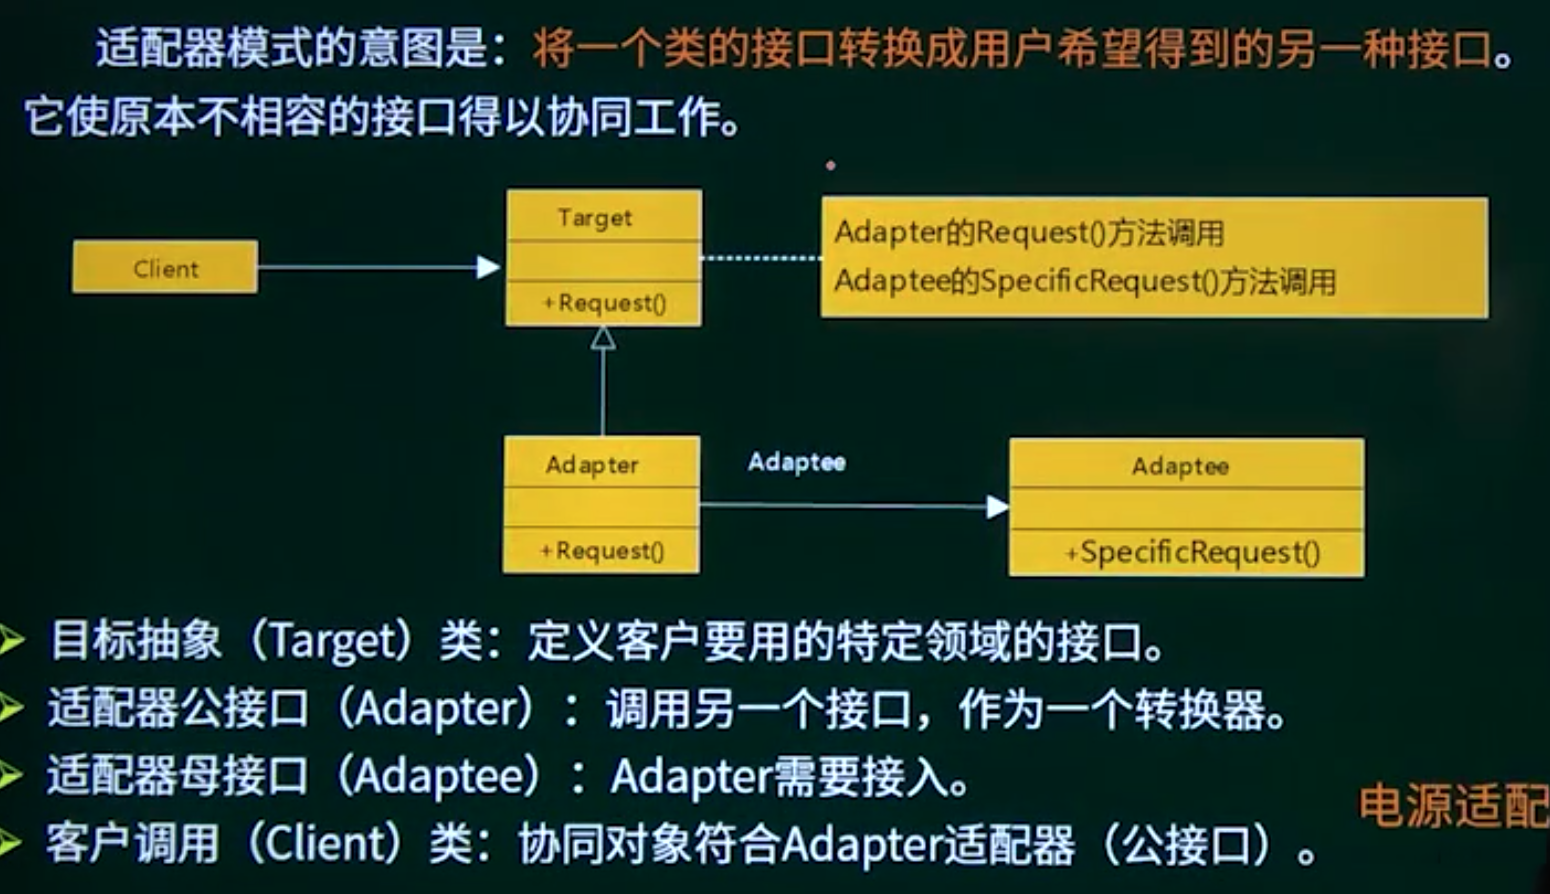 适配器模式的意图是：将一个类的接口转换成用户希望得到的另一种接口。
它使原本不相容的接口得以协同工作。
Target
Adapter的Request()方法调用
Client
Adaptee的SpecificRequest()方法调用
+Request()
Adapter
Adaptee
Adaptee
+Request()
+SpecificRequest()
目标抽象（Target）类：定义客户要用的特定领域的接口。
适配器公接口（Adapter）：调用另一个接口，作为一个转换器。
适配器母接口（Adaptee）：Adapter需要接入。
电源适配
客户调用（Client）类：协同对象符合Adapter适配器（公接口）。